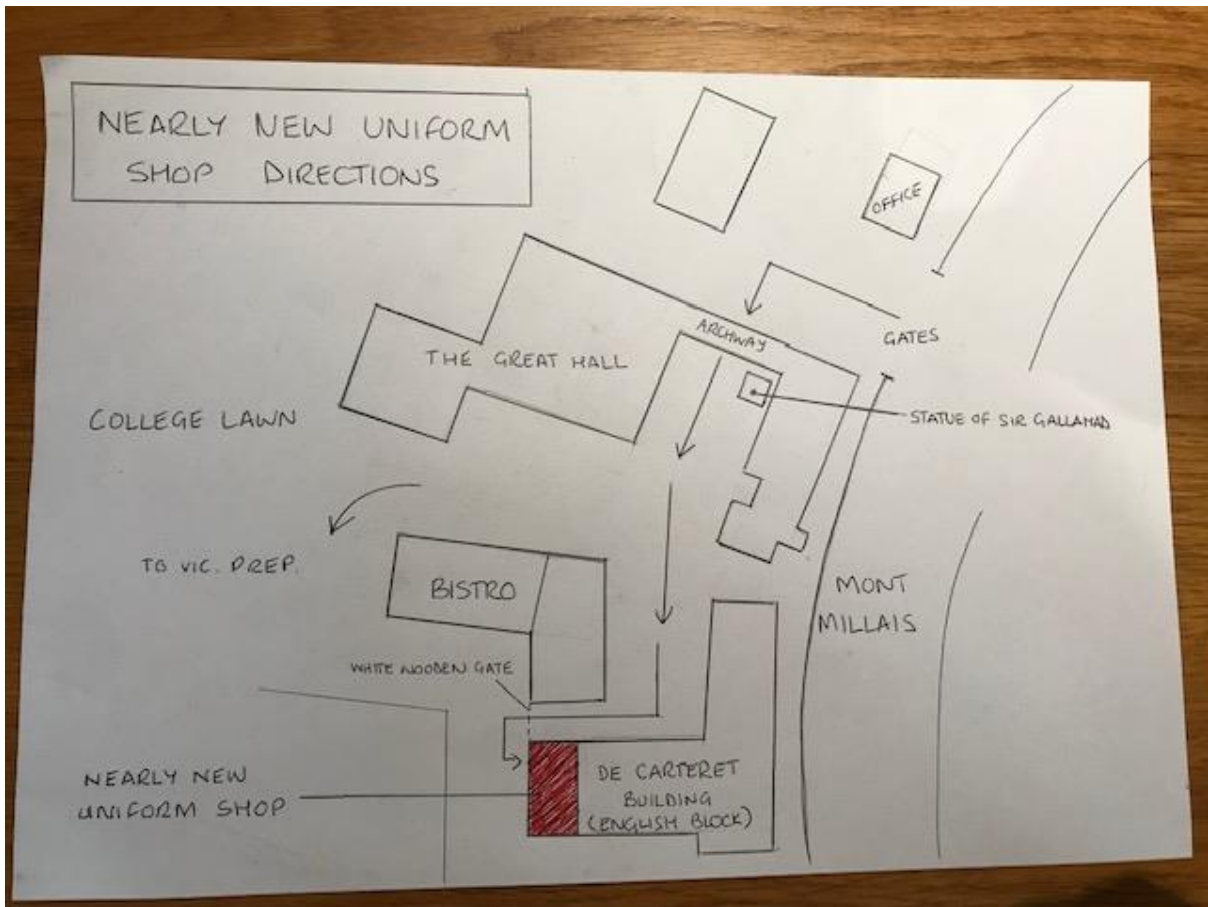 NEARLY NEW UNIFORM
SHOP DIRECTIONS
OFFICE
ARCHWAY
GATES
THE GREAT HALL
COLLEGE LAWN
STATUE OF SIR GALLAHAD
TO VIC. PREP.
BISTRO
MONT
MILLAIS
WHITE WOODEN GATE
NEARLY NEW
UNIFORM SHOP
DE CARTERET
BUILDING
(ENGLISH BLOCK)